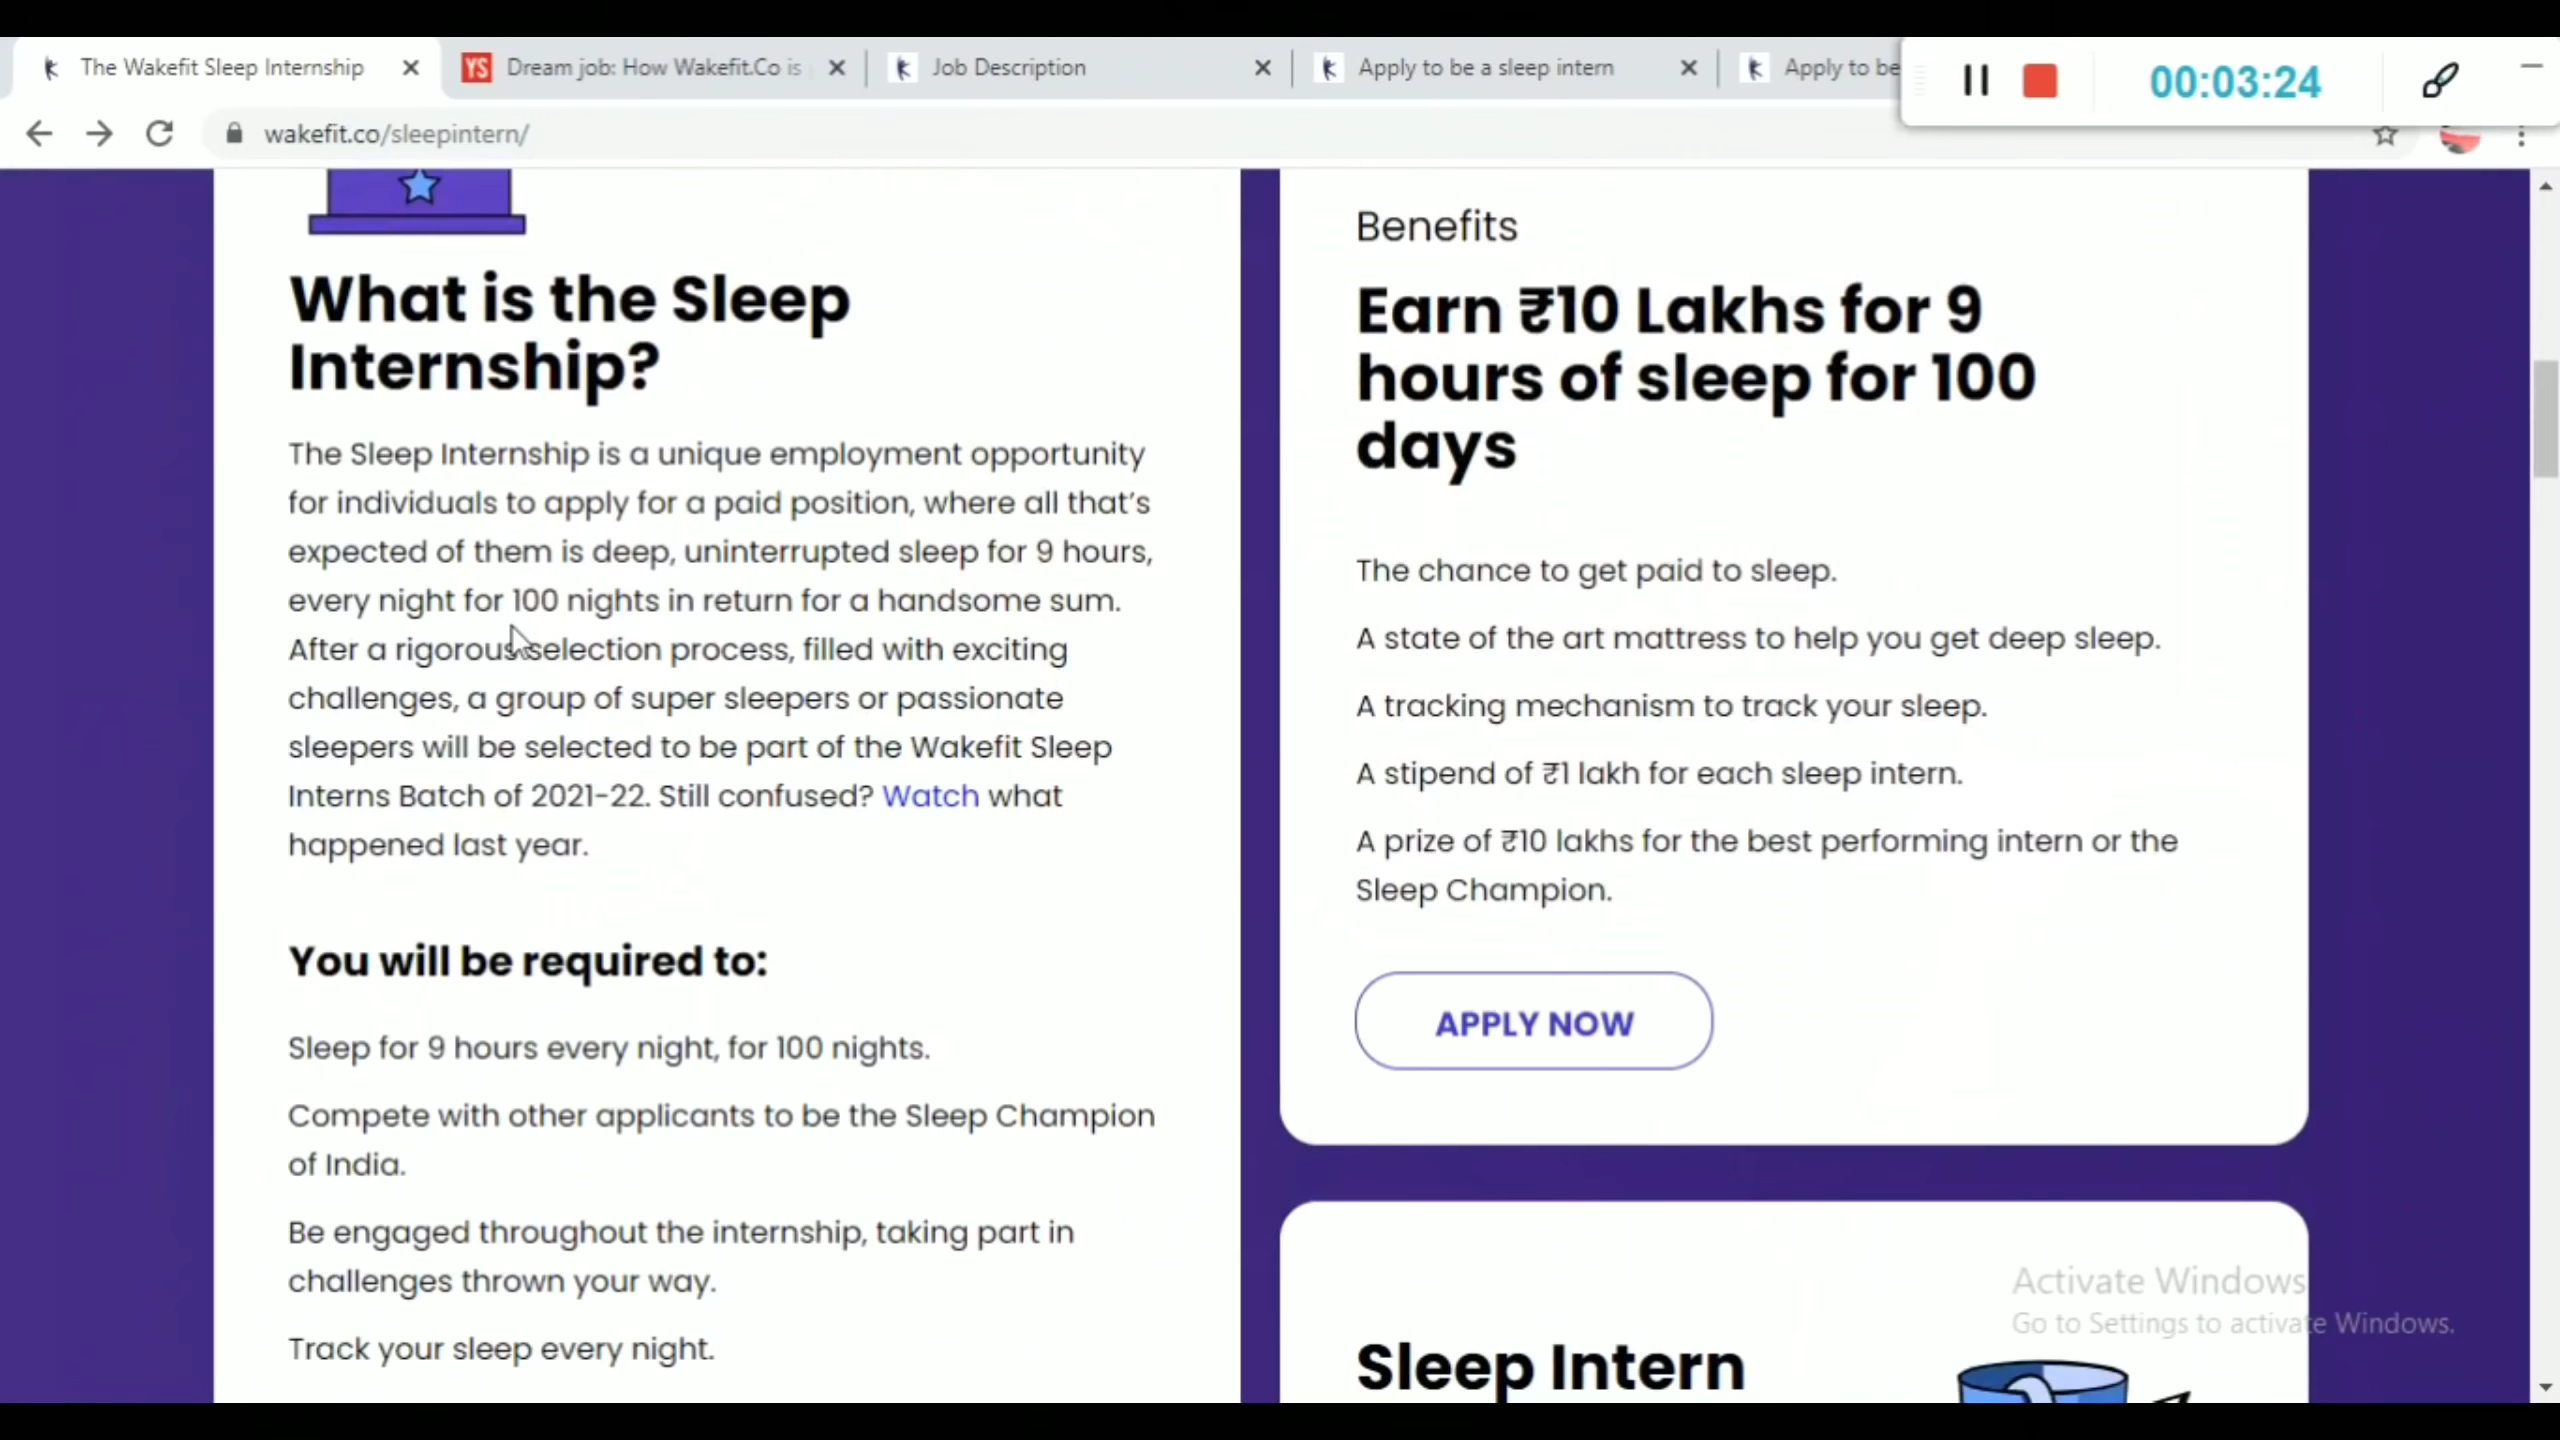 The Wakefit Sleep Internship
YS Dream job: How Wakefit.Co is
Job Description
Apply to be a sleep intern
Apply to be
00:03:24
wakefit.co/sleepintern/
What is the Sleep
Internship?
The Sleep Internship is a unique employment opportunity
for individuals to apply for a paid position, where all that's
expected of them is deep, uninterrupted sleep for 9 hours,
every night for 100 nights in return for a handsome sum.
After a rigorous selection process, filled with exciting
challenges, a group of super sleepers or passionate
sleepers will be selected to be part of the Wakefit Sleep
Interns Batch of 2021-22. Still confused? Watch what
happened last year.
You will be required to:
Sleep for 9 hours every night, for 100 nights.
Compete with other applicants to be the Sleep Champion
of India.
Be engaged throughout the internship, taking part in
challenges thrown your way.
Track your sleep every night.
Benefits
Earn ₹10 Lakhs for 9
hours of sleep for 100
days
The chance to get paid to sleep.
A state of the art mattress to help you get deep sleep.
A tracking mechanism to track your sleep.
A stipend of ₹1 lakh for each sleep intern.
A prize of ₹10 lakhs for the best performing intern or the
Sleep Champion.
APPLY NOW
Sleep Intern
Activate Windows
Go to Settings to activate Windows.